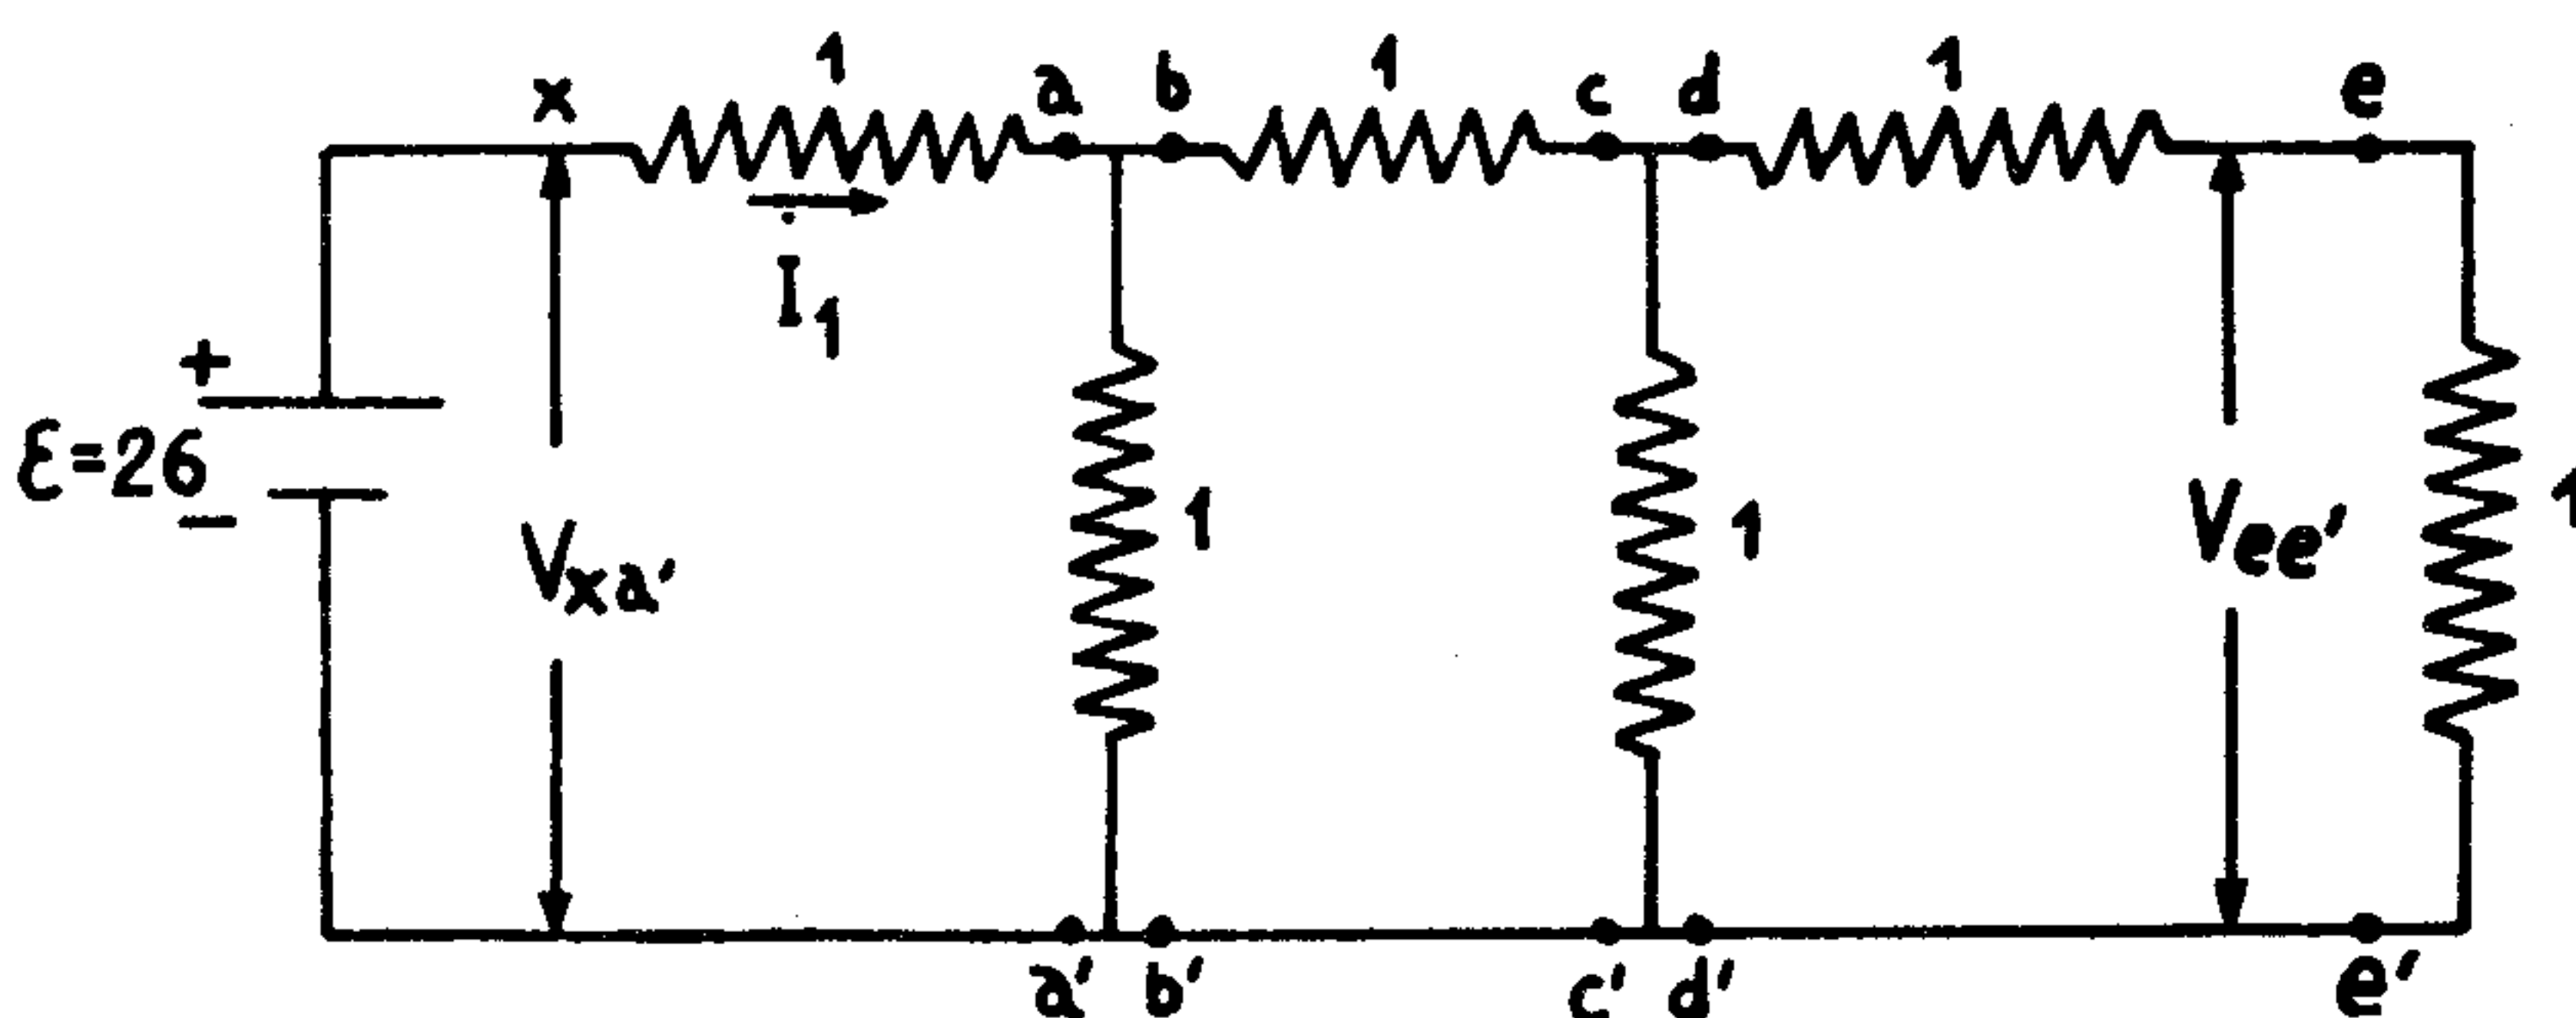 1 1 1
x a b c d e
I1
+
Ɛ=26
−
Vxa'
1
1
Vee'
1
a' b' c' d' e'